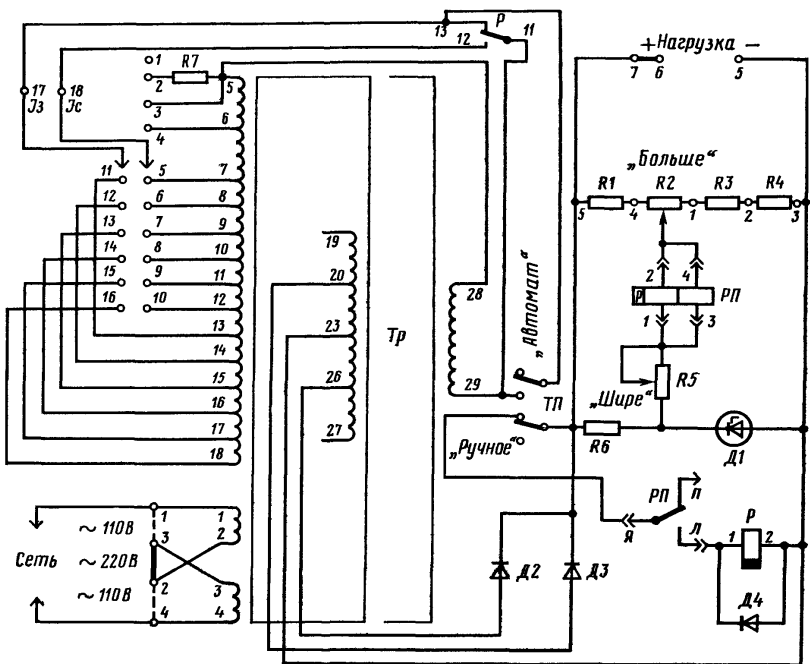 13 P 11
12
+ Нагрузка −
7 6 5
1
R7
2
5
17
Jз
18
Jс
3
6
4
„Больше“
11 5 7
R1 R2 R3 R4
5 4 1 2 3
12 6 8
13 7 9
14 8 10
15 9 11
16 10 12
13
14
15
16
17
18
19
20
23
26
27
Тр
28
29
„Автомат“
ТП
„Ручное“
2 4
Р РП
1 3
R5
„Шире“
R6
Д1
РП П
Я Л
1 Р 2
Д4
Д2 Д3
Сеть
~ 110В
~ 220В
~ 110В
1 1
3 2
2 3
4 4